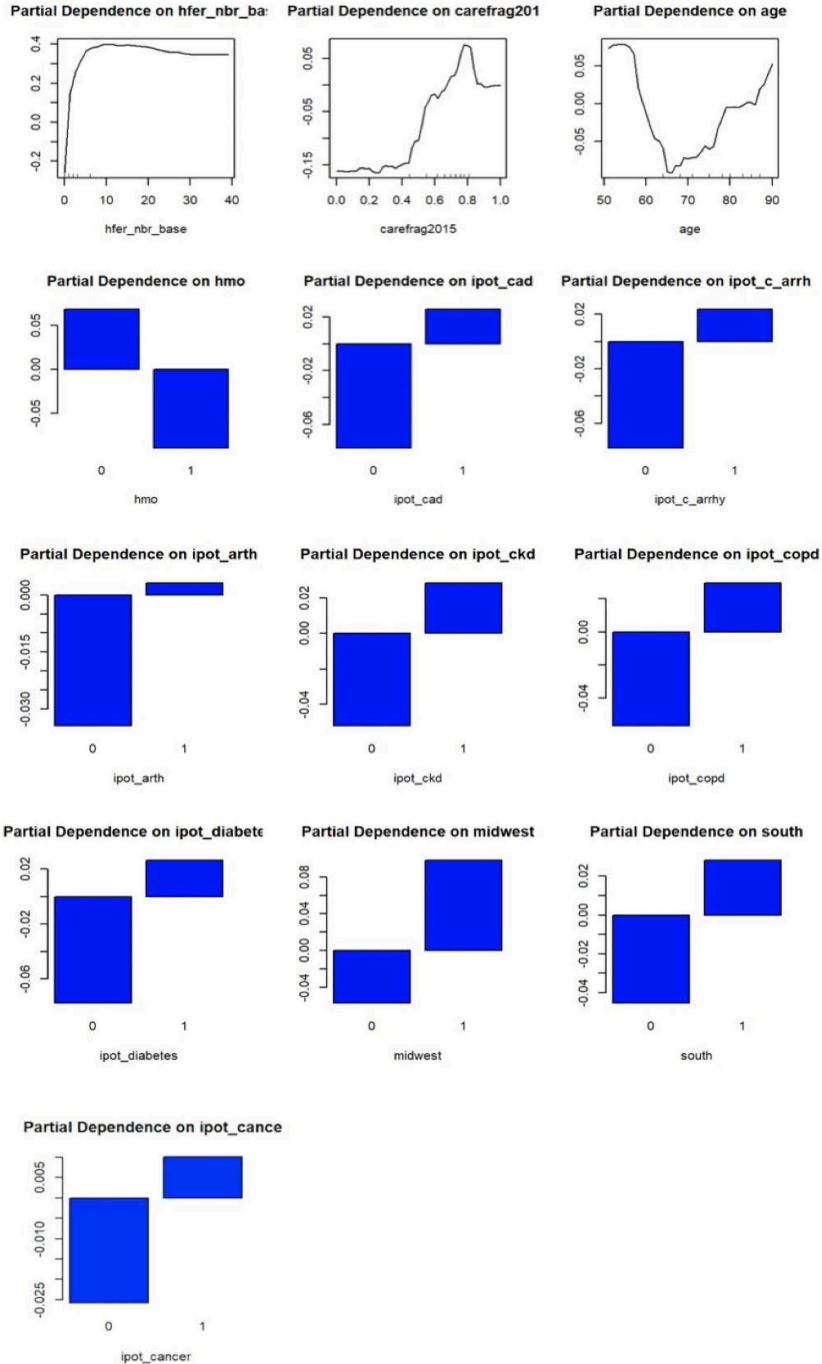 Partial Dependence on hfer_nbr_bas
Partial Dependence on carefrag201
Partial Dependence on age
0.4
0.2
0.0
-0.2
0 10 20 30 40
hfer_nbr_base
0.05
-0.05
-0.15
0.0 0.2 0.4 0.6 0.8 1.0
carefrag2015
0.05
0.00
-0.05
50 60 70 80 90
age
Partial Dependence on hmo
Partial Dependence on ipot_cad
Partial Dependence on ipot_c_arrh
0.05
0.00
-0.05
0 1
hmo
0.02
-0.02
-0.06
0 1
ipot_cad
0.02
-0.02
-0.06
0 1
ipot_c_arrhy
Partial Dependence on ipot_arth
Partial Dependence on ipot_ckd
Partial Dependence on ipot_copd
0.000
-0.015
-0.030
0 1
ipot_arth
0.02
0.00
-0.04
0 1
ipot_ckd
0.00
-0.04
0 1
ipot_copd
Partial Dependence on ipot_diabete
Partial Dependence on midwest
Partial Dependence on south
0.02
-0.02
-0.06
0 1
ipot_diabetes
0.08
0.04
0.00
-0.04
0 1
midwest
0.02
0.00
-0.02
-0.04
0 1
south
Partial Dependence on ipot_cance
0.005
-0.010
-0.025
0 1
ipot_cancer